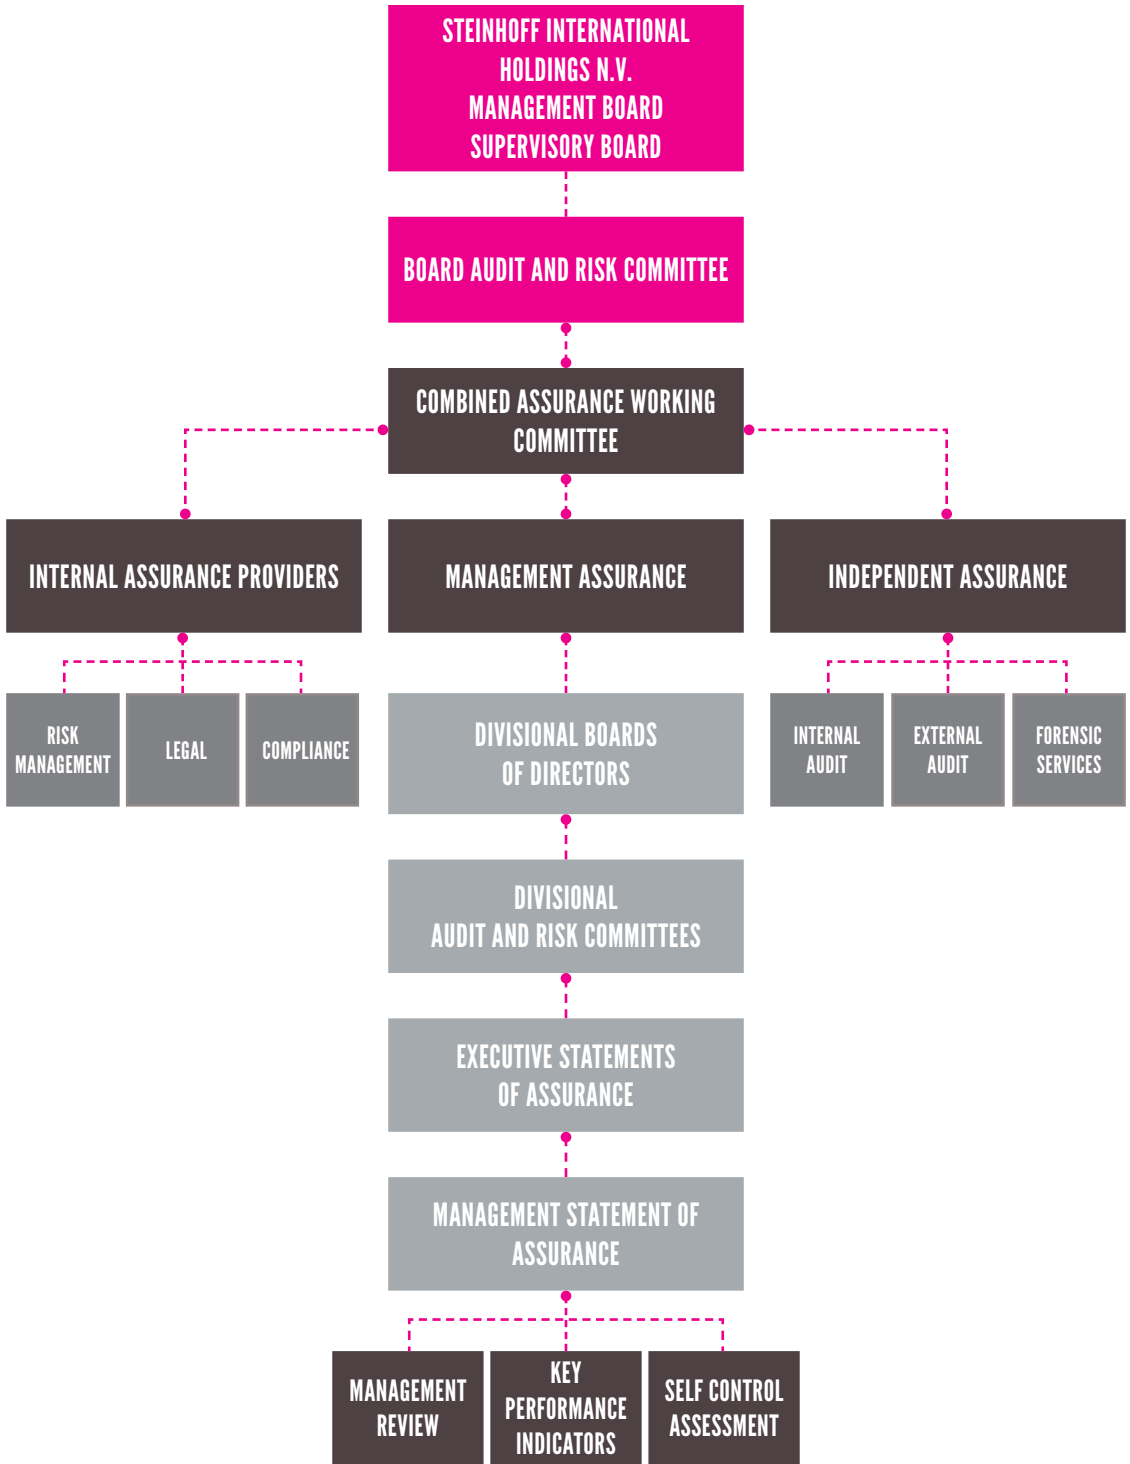 STEINHOFF INTERNATIONAL
HOLDINGS N.V.
MANAGEMENT BOARD
SUPERVISORY BOARD
BOARD AUDIT AND RISK COMMITTEE
COMBINED ASSURANCE WORKING
COMMITTEE
INTERNAL ASSURANCE PROVIDERS
MANAGEMENT ASSURANCE
INDEPENDENT ASSURANCE
RISK
MANAGEMENT
LEGAL
COMPLIANCE
DIVISIONAL BOARDS
OF DIRECTORS
INTERNAL
AUDIT
EXTERNAL
AUDIT
FORENSIC
SERVICES
DIVISIONAL
AUDIT AND RISK COMMITTEES
EXECUTIVE STATEMENTS
OF ASSURANCE
MANAGEMENT STATEMENT OF
ASSURANCE
MANAGEMENT
REVIEW
KEY
PERFORMANCE
INDICATORS
SELF CONTROL
ASSESSMENT